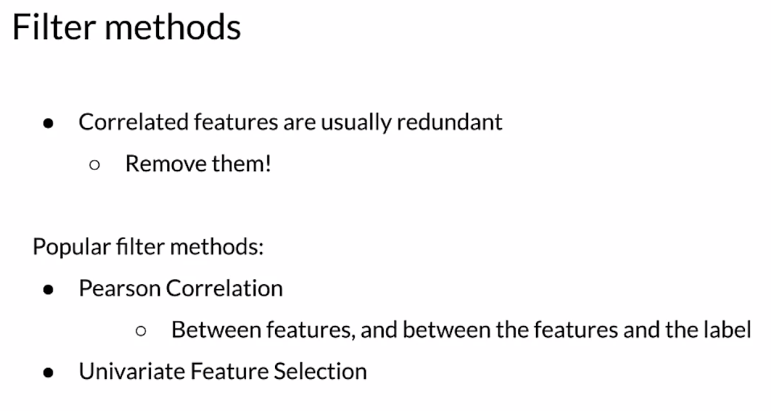 Filter methods
● Correlated features are usually redundant
○ Remove them!
Popular filter methods:
● Pearson Correlation
○ Between features, and between the features and the label
● Univariate Feature Selection